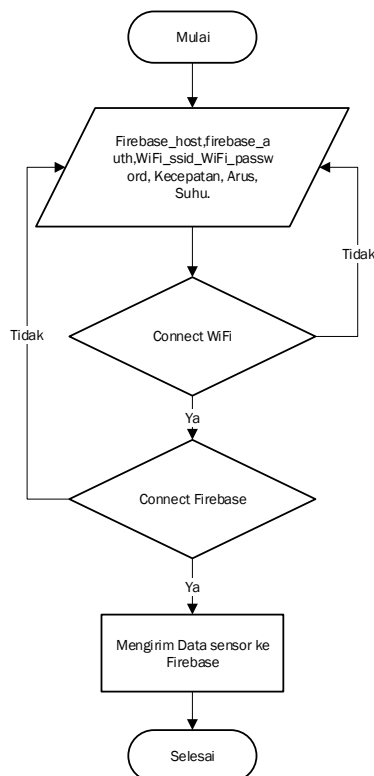 Mulai
Firebase_host,firebase_a
uth,WiFi_ssid_WiFi_passw
ord, Kecepatan, Arus,
Suhu.
Tidak
Connect WiFi
Tidak
Ya
Connect Firebase
Ya
Mengirim Data sensor ke
Firebase
Selesai